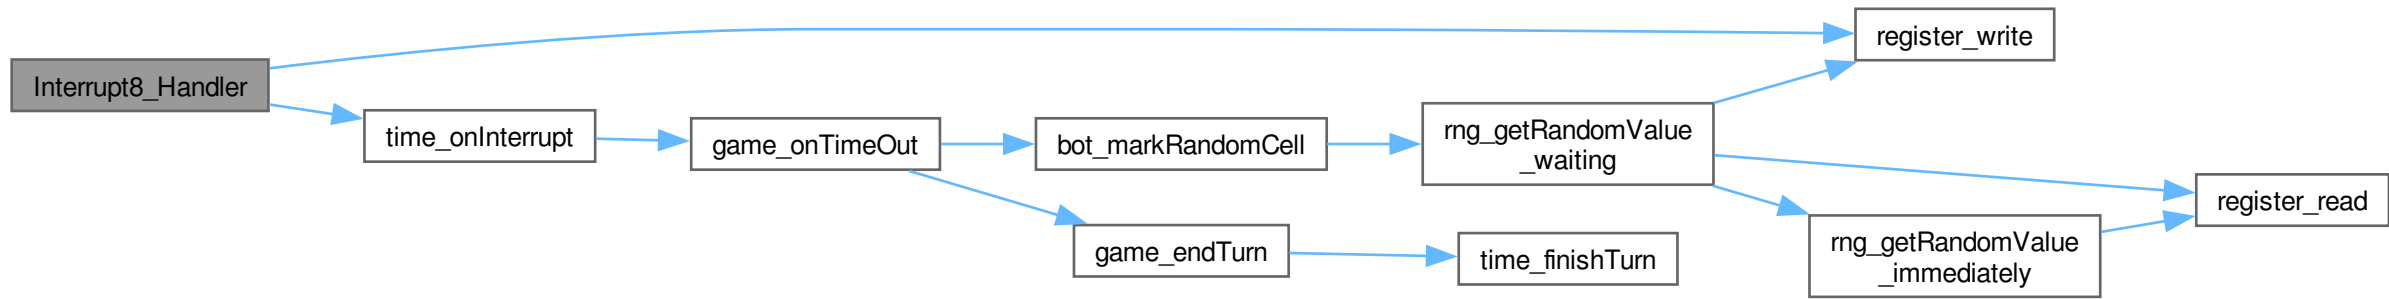 Interrupt8_Handler
register_write
time_onInterrupt
game_onTimeOut
bot_markRandomCell
rng_getRandomValue
_waiting
register_read
rng_getRandomValue
_immediately
game_endTurn
time_finishTurn